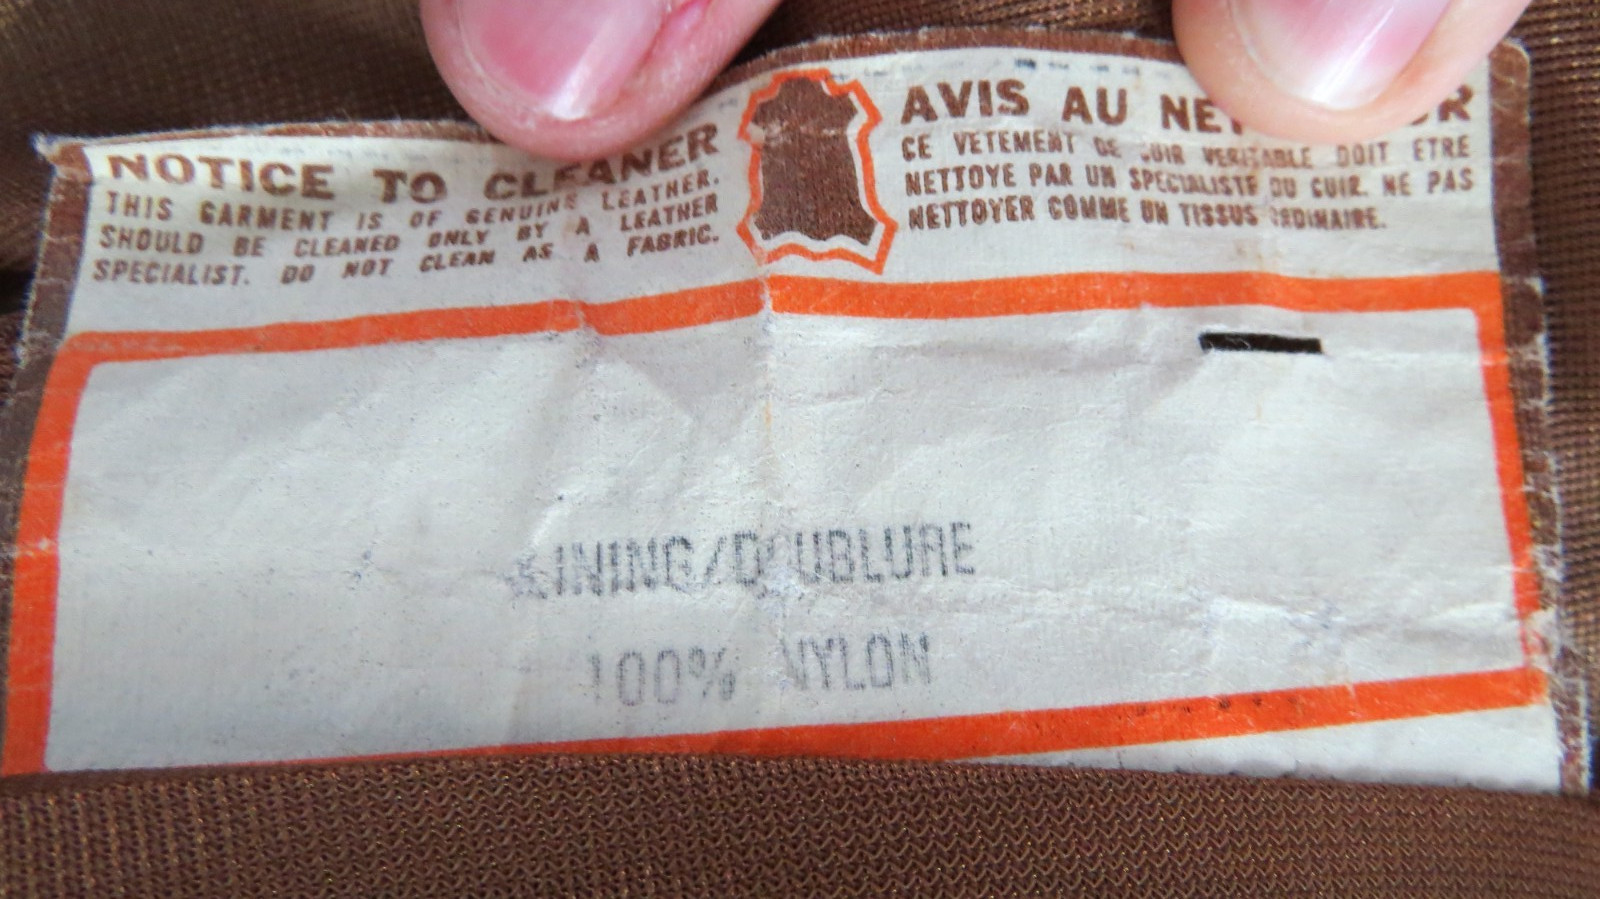 NOTICE TO CLEANER
THIS GARMENT IS OF GENUINE LEATHER.
SHOULD BE CLEANED ONLY BY A LEATHER
SPECIALIST. DO NOT CLEAN AS A FABRIC.
AVIS AU
CE VETEMENT DE CUIR VERITABLE DOIT ETRE
NETTOYE PAR UN SPECIALISTE DU CUIR. NE PAS
NETTOYER COMME UN TISSUS ORDINAIRE.
LINING/DOUBLURE
100% NYLON